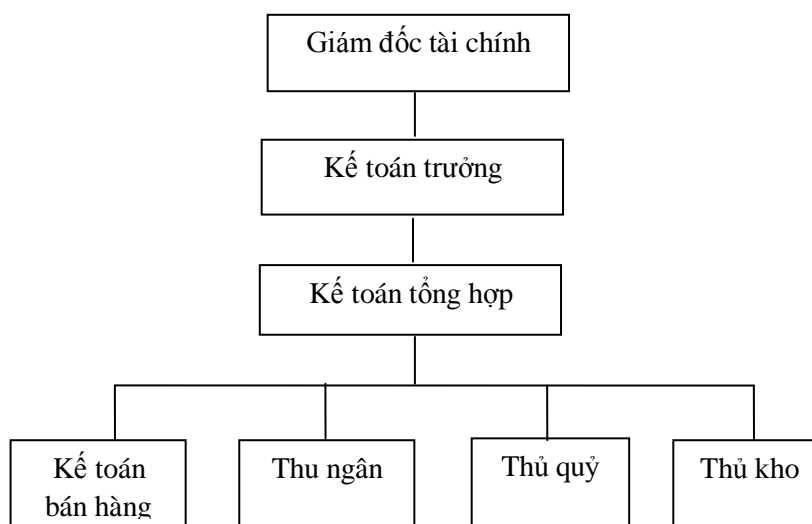 Giám đốc tài chính
Kế toán trưởng
Kế toán tổng hợp
Kế toán
bán hàng
Thu ngân
Thủ quỷ
Thủ kho